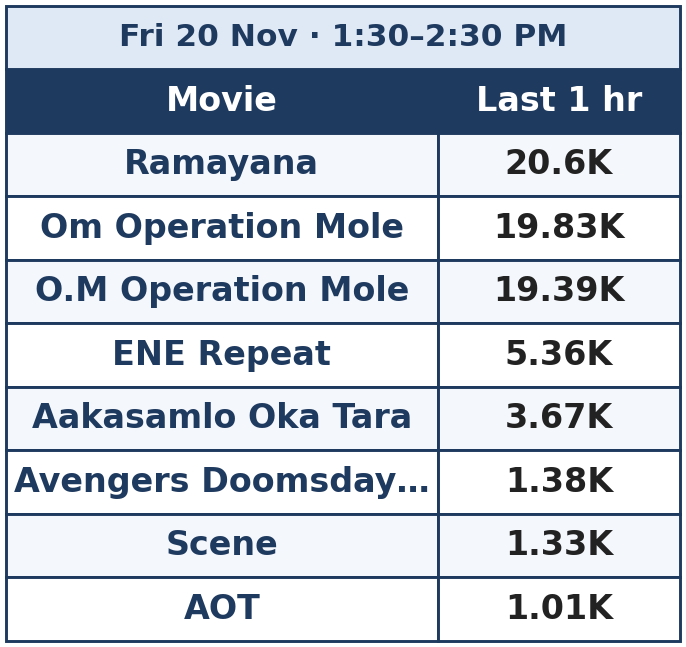 Fri 20 Nov · 1:30–2:30 PM
Movie Last 1 hr
Ramayana 20.6K
Om Operation Mole 19.83K
O.M Operation Mole 19.39K
ENE Repeat 5.36K
Aakasamlo Oka Tara 3.67K
Avengers Doomsday… 1.38K
Scene 1.33K
AOT 1.01K